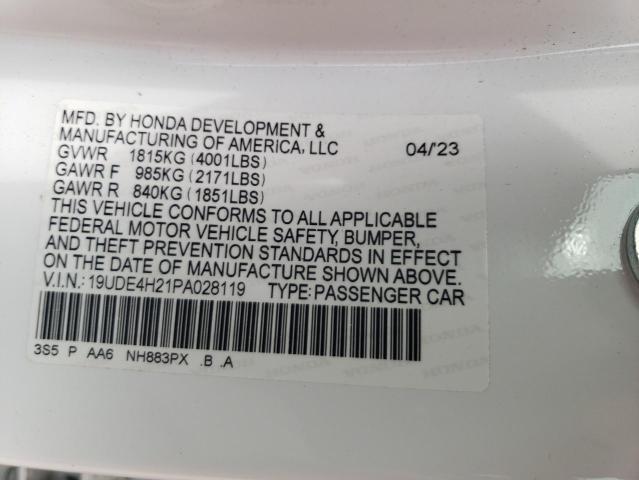 MFD. BY HONDA DEVELOPMENT &
MANUFACTURING OF AMERICA, LLC 04/'23
GVWR 1815KG (4001LBS)
GAWR F 985KG (2171LBS)
GAWR R 840KG (1851LBS)
THIS VEHICLE CONFORMS TO ALL APPLICABLE
FEDERAL MOTOR VEHICLE SAFETY, BUMPER,
AND THEFT PREVENTION STANDARDS IN EFFECT
ON THE DATE OF MANUFACTURE SHOWN ABOVE.
V.I.N.: 19UDE4H21PA028119 TYPE: PASSENGER CAR
3S5 P AA6 NH883PX .B .A